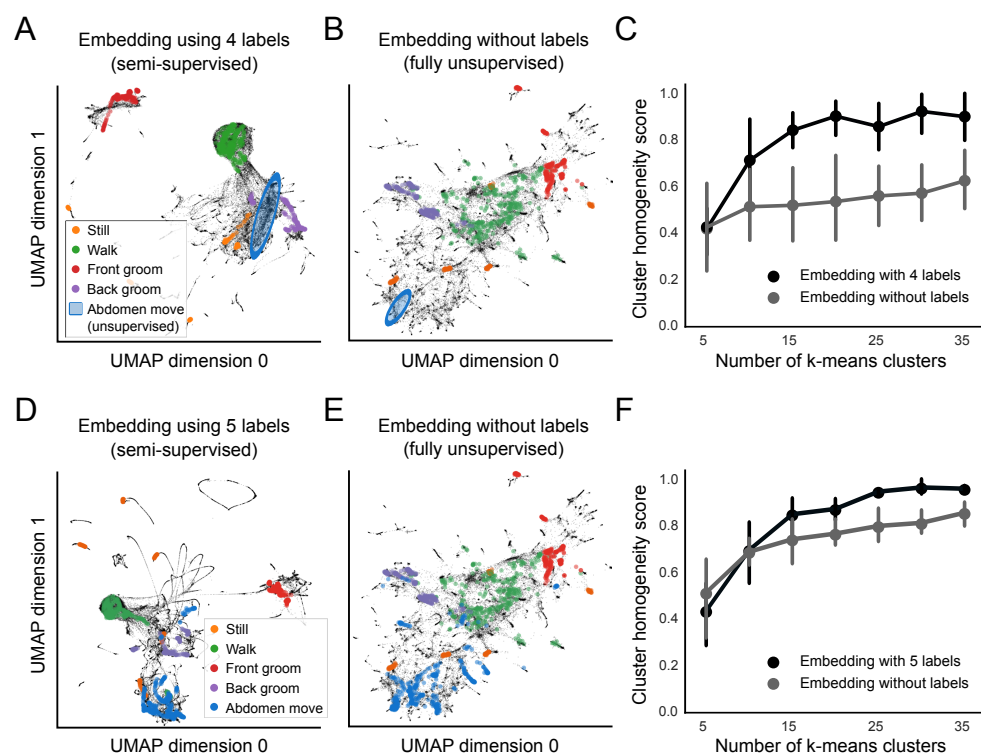 A
Embedding using 4 labels
(semi-supervised)
UMAP dimension 1
Still
Walk
Front groom
Back groom
Abdomen move
(unsupervised)
UMAP dimension 0
B
Embedding without labels
(fully unsupervised)
UMAP dimension 0
C
Cluster homogeneity score
1.0
0.8
0.6
0.4
0.2
0.0
Embedding with 4 labels
Embedding without labels
5 15 25 35
Number of k-means clusters
D
Embedding using 5 labels
(semi-supervised)
UMAP dimension 1
Still
Walk
Front groom
Back groom
Abdomen move
UMAP dimension 0
E
Embedding without labels
(fully unsupervised)
UMAP dimension 0
F
Cluster homogeneity score
1.0
0.8
0.6
0.4
0.2
0.0
Embedding with 5 labels
Embedding without labels
5 15 25 35
Number of k-means clusters